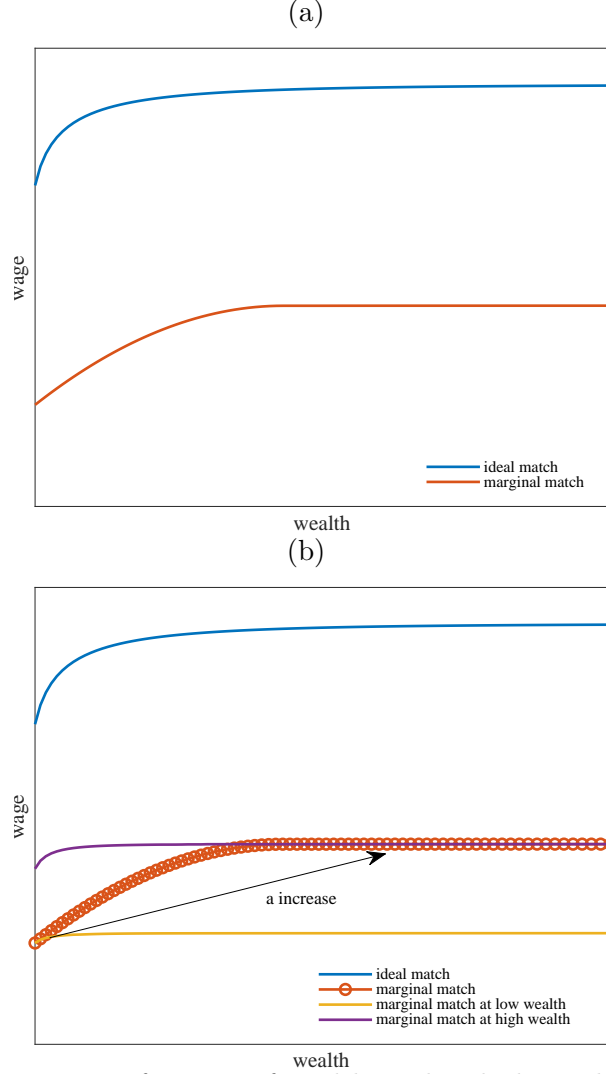 (a)
wage
ideal match
marginal match
wealth
(b)
wage
a increase
ideal match
marginal match
marginal match at low wealth
marginal match at high wealth
wealth